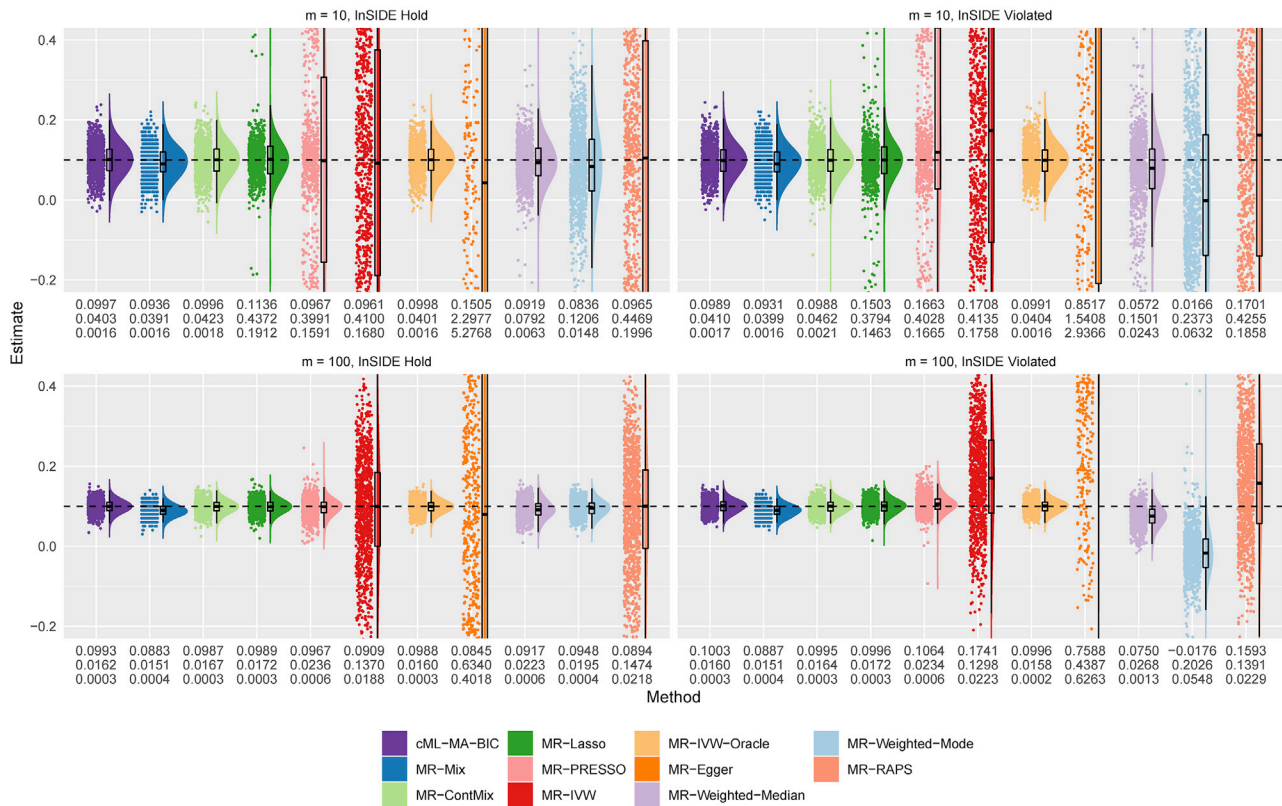 m = 10, InSIDE Hold
m = 10, InSIDE Violated
0.4
0.2
0.0
−0.2
0.0997 0.0936 0.0996 0.1136 0.0967 0.0961 0.0998 0.1505 0.0919 0.0836 0.0965
0.0403 0.0391 0.0423 0.4372 0.3991 0.4100 0.0401 2.2977 0.0792 0.1206 0.4469
0.0016 0.0016 0.0018 0.1912 0.1591 0.1680 0.0016 5.2768 0.0063 0.0148 0.1996
0.0989 0.0931 0.0988 0.1503 0.1663 0.1708 0.0991 0.8517 0.0572 0.0166 0.1701
0.0410 0.0399 0.0462 0.3794 0.4028 0.4135 0.0404 1.5408 0.1501 0.2373 0.4255
0.0017 0.0016 0.0021 0.1463 0.1665 0.1758 0.0016 2.9366 0.0243 0.0632 0.1858
Estimate
m = 100, InSIDE Hold
m = 100, InSIDE Violated
0.4
0.2
0.0
−0.2
0.0993 0.0883 0.0987 0.0989 0.0967 0.0909 0.0988 0.0845 0.0917 0.0948 0.0894
0.0162 0.0151 0.0167 0.0172 0.0236 0.1370 0.0160 0.6340 0.0223 0.0195 0.1474
0.0003 0.0004 0.0003 0.0003 0.0006 0.0188 0.0003 0.4018 0.0006 0.0004 0.0218
0.1003 0.0887 0.0995 0.0996 0.1064 0.1741 0.0996 0.7588 0.0750 −0.0176 0.1593
0.0160 0.0151 0.0164 0.0172 0.0234 0.1298 0.0158 0.4387 0.0268 0.2026 0.1391
0.0003 0.0004 0.0003 0.0003 0.0006 0.0223 0.0002 0.6263 0.0013 0.0548 0.0229
Method
cML−MA−BIC MR−Lasso MR−IVW−Oracle MR−Weighted−Mode
MR−Mix MR−PRESSO MR−Egger MR−RAPS
MR−ContMix MR−IVW MR−Weighted−Median